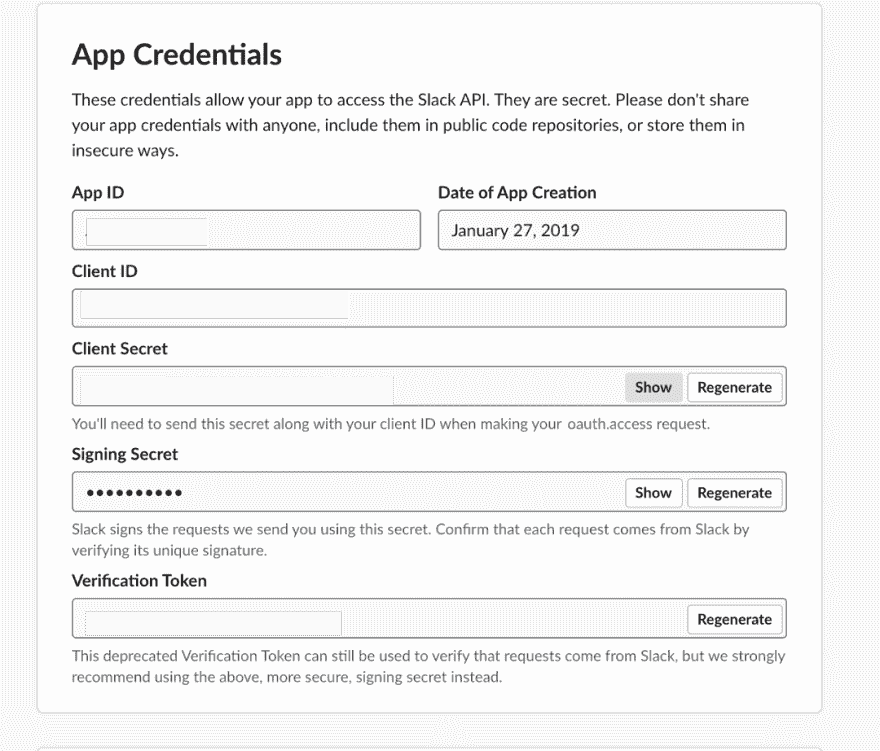 App Credentials
These credentials allow your app to access the Slack API. They are secret. Please don't share
your app credentials with anyone, include them in public code repositories, or store them in
insecure ways.
App ID
Date of App Creation
January 27, 2019
Client ID
Client Secret
Show Regenerate
You'll need to send this secret along with your client ID when making your oauth.access request.
Signing Secret
•••••••••• Show Regenerate
Slack signs the requests we send you using this secret. Confirm that each request comes from Slack by
verifying its unique signature.
Verification Token
Regenerate
This deprecated Verification Token can still be used to verify that requests come from Slack, but we strongly
recommend using the above, more secure, signing secret instead.